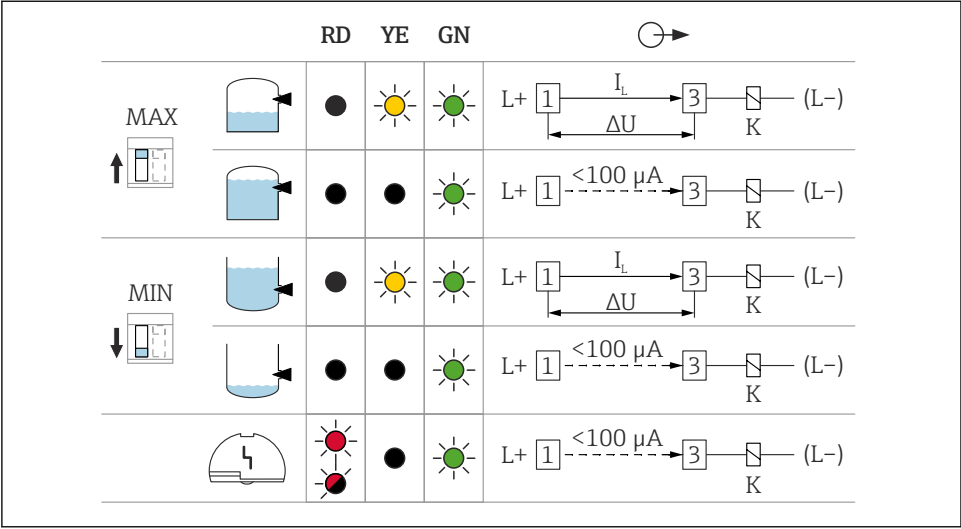 RD YE GN
MAX
L+ 1 I_L 3 (L–)
ΔU K
L+ 1 <100 µA 3 (L–)
K
MIN
L+ 1 I_L 3 (L–)
ΔU K
L+ 1 <100 µA 3 (L–)
K
L+ 1 <100 µA 3 (L–)
K